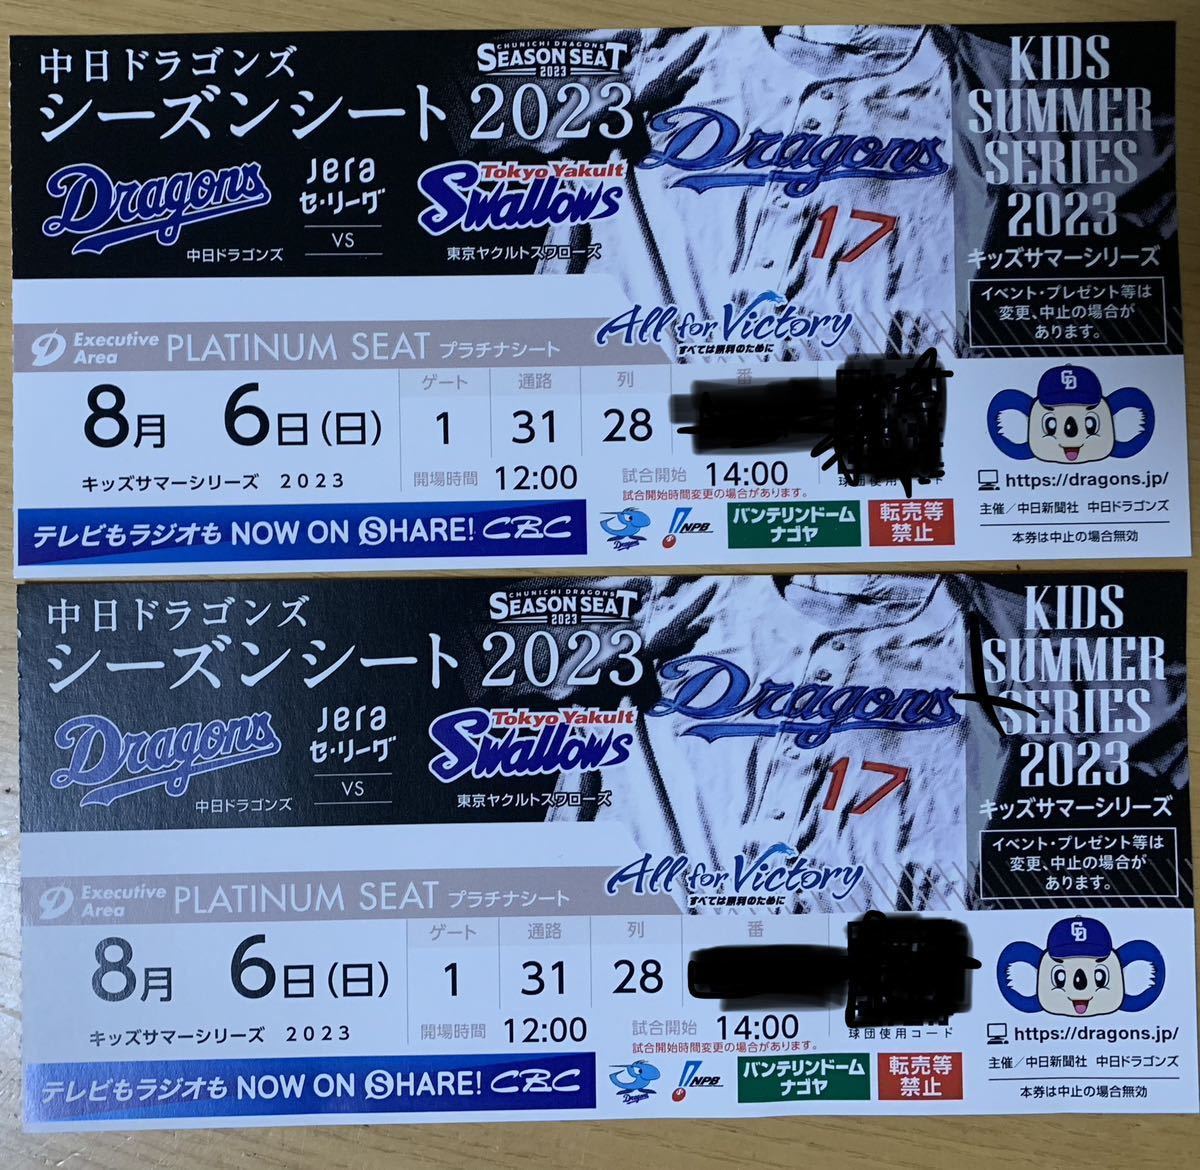 中日ドラゴンズ
CHUNICHI DRAGONS
SEASON SEAT
2023
シーズンシート 2023
Dragons
中日ドラゴンズ
JERA
セ・リーグ
VS
Tokyo Yakult
Swallows
東京ヤクルトスワローズ
Dragons
17
KIDS
SUMMER
SERIES
2023
キッズサマーシリーズ
イベント・プレゼント等は
変更、中止の場合が
あります。
All for Victory
すべては勝利のために
Executive
Area
PLATINUM SEAT プラチナシート
8月 6日(日)
キッズサマーシリーズ 2023
ゲート 通路 列 番
1 31 28
開場時間 12:00
試合開始 14:00
試合開始時間変更の場合があります。
球団使用コード
CD
https://dragons.jp/
主催/中日新聞社 中日ドラゴンズ
本券は中止の場合無効
テレビもラジオも NOW ON SHARE! CBC
Dragons
NPB
バンテリンドーム
ナゴヤ
転売等
禁止
中日ドラゴンズ
CHUNICHI DRAGONS
SEASON SEAT
2023
シーズンシート 2023
Dragons
中日ドラゴンズ
JERA
セ・リーグ
VS
Tokyo Yakult
Swallows
東京ヤクルトスワローズ
Dragons
17
KIDS
SUMMER
SERIES
2023
キッズサマーシリーズ
イベント・プレゼント等は
変更、中止の場合が
あります。
All for Victory
すべては勝利のために
Executive
Area
PLATINUM SEAT プラチナシート
8月 6日(日)
キッズサマーシリーズ 2023
ゲート 通路 列 番
1 31 28
開場時間 12:00
試合開始 14:00
試合開始時間変更の場合があります。
球団使用コード
CD
https://dragons.jp/
主催/中日新聞社 中日ドラゴンズ
本券は中止の場合無効
テレビもラジオも NOW ON SHARE! CBC
Dragons
NPB
バンテリンドーム
ナゴヤ
転売等
禁止